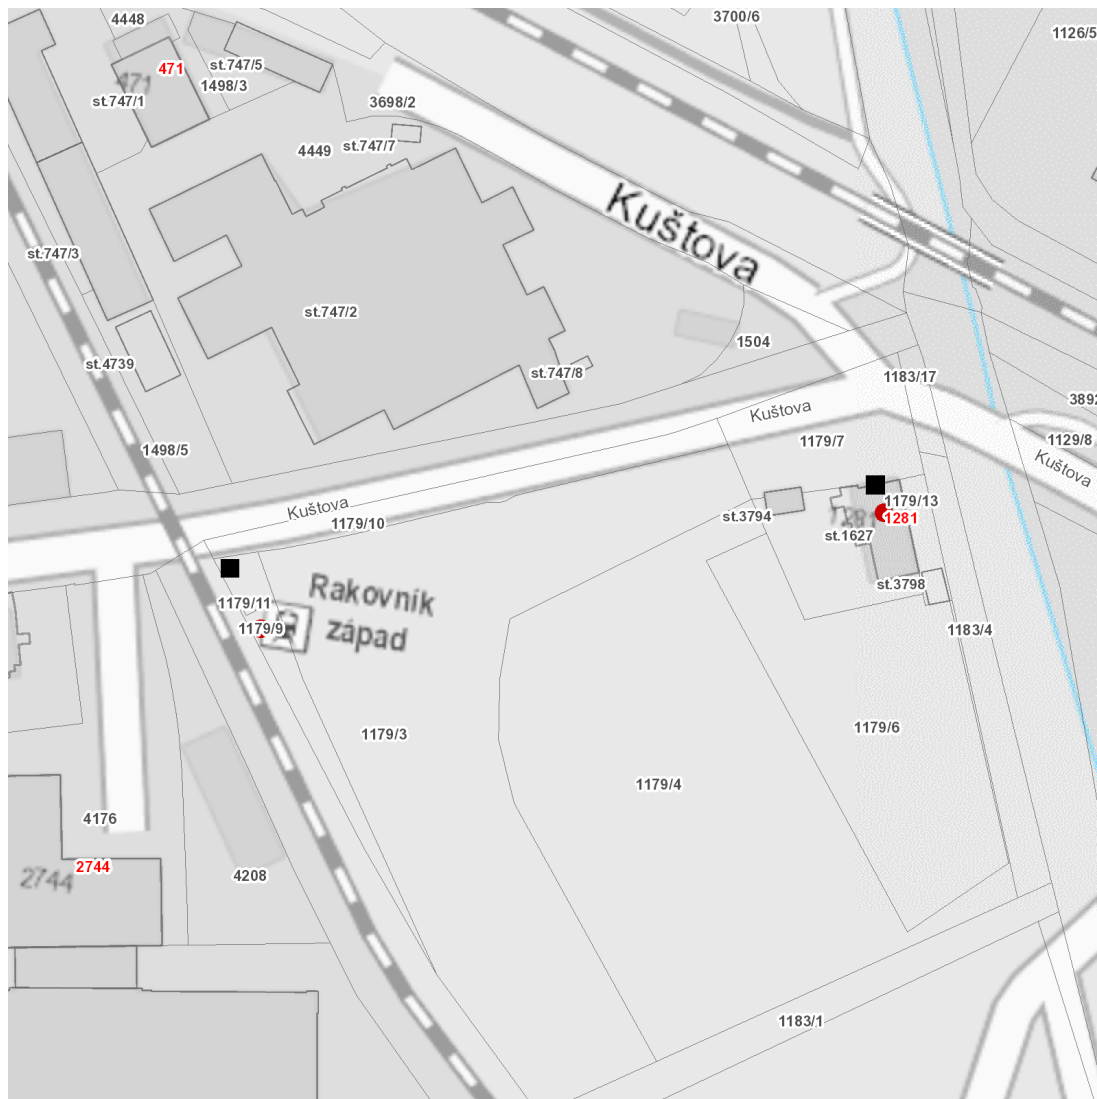 4448
3700/6
1126/5
471
471
st.747/5
1498/3
st.747/1
3698/2
st.747/7
4449
Kuštova
st.747/3
st.747/2
1504
st.4739
st.747/8
1183/17
3892
Kuštova
1179/7
1129/8
1498/5
Kuštova
Kuštova
1179/10
1179/13
st.3794
1281
1281
st.1627
st.3798
Rakovník
západ
1179/11
1179/9
1183/4
1179/3
1179/6
1179/4
4176
2744
2744
4208
1183/1